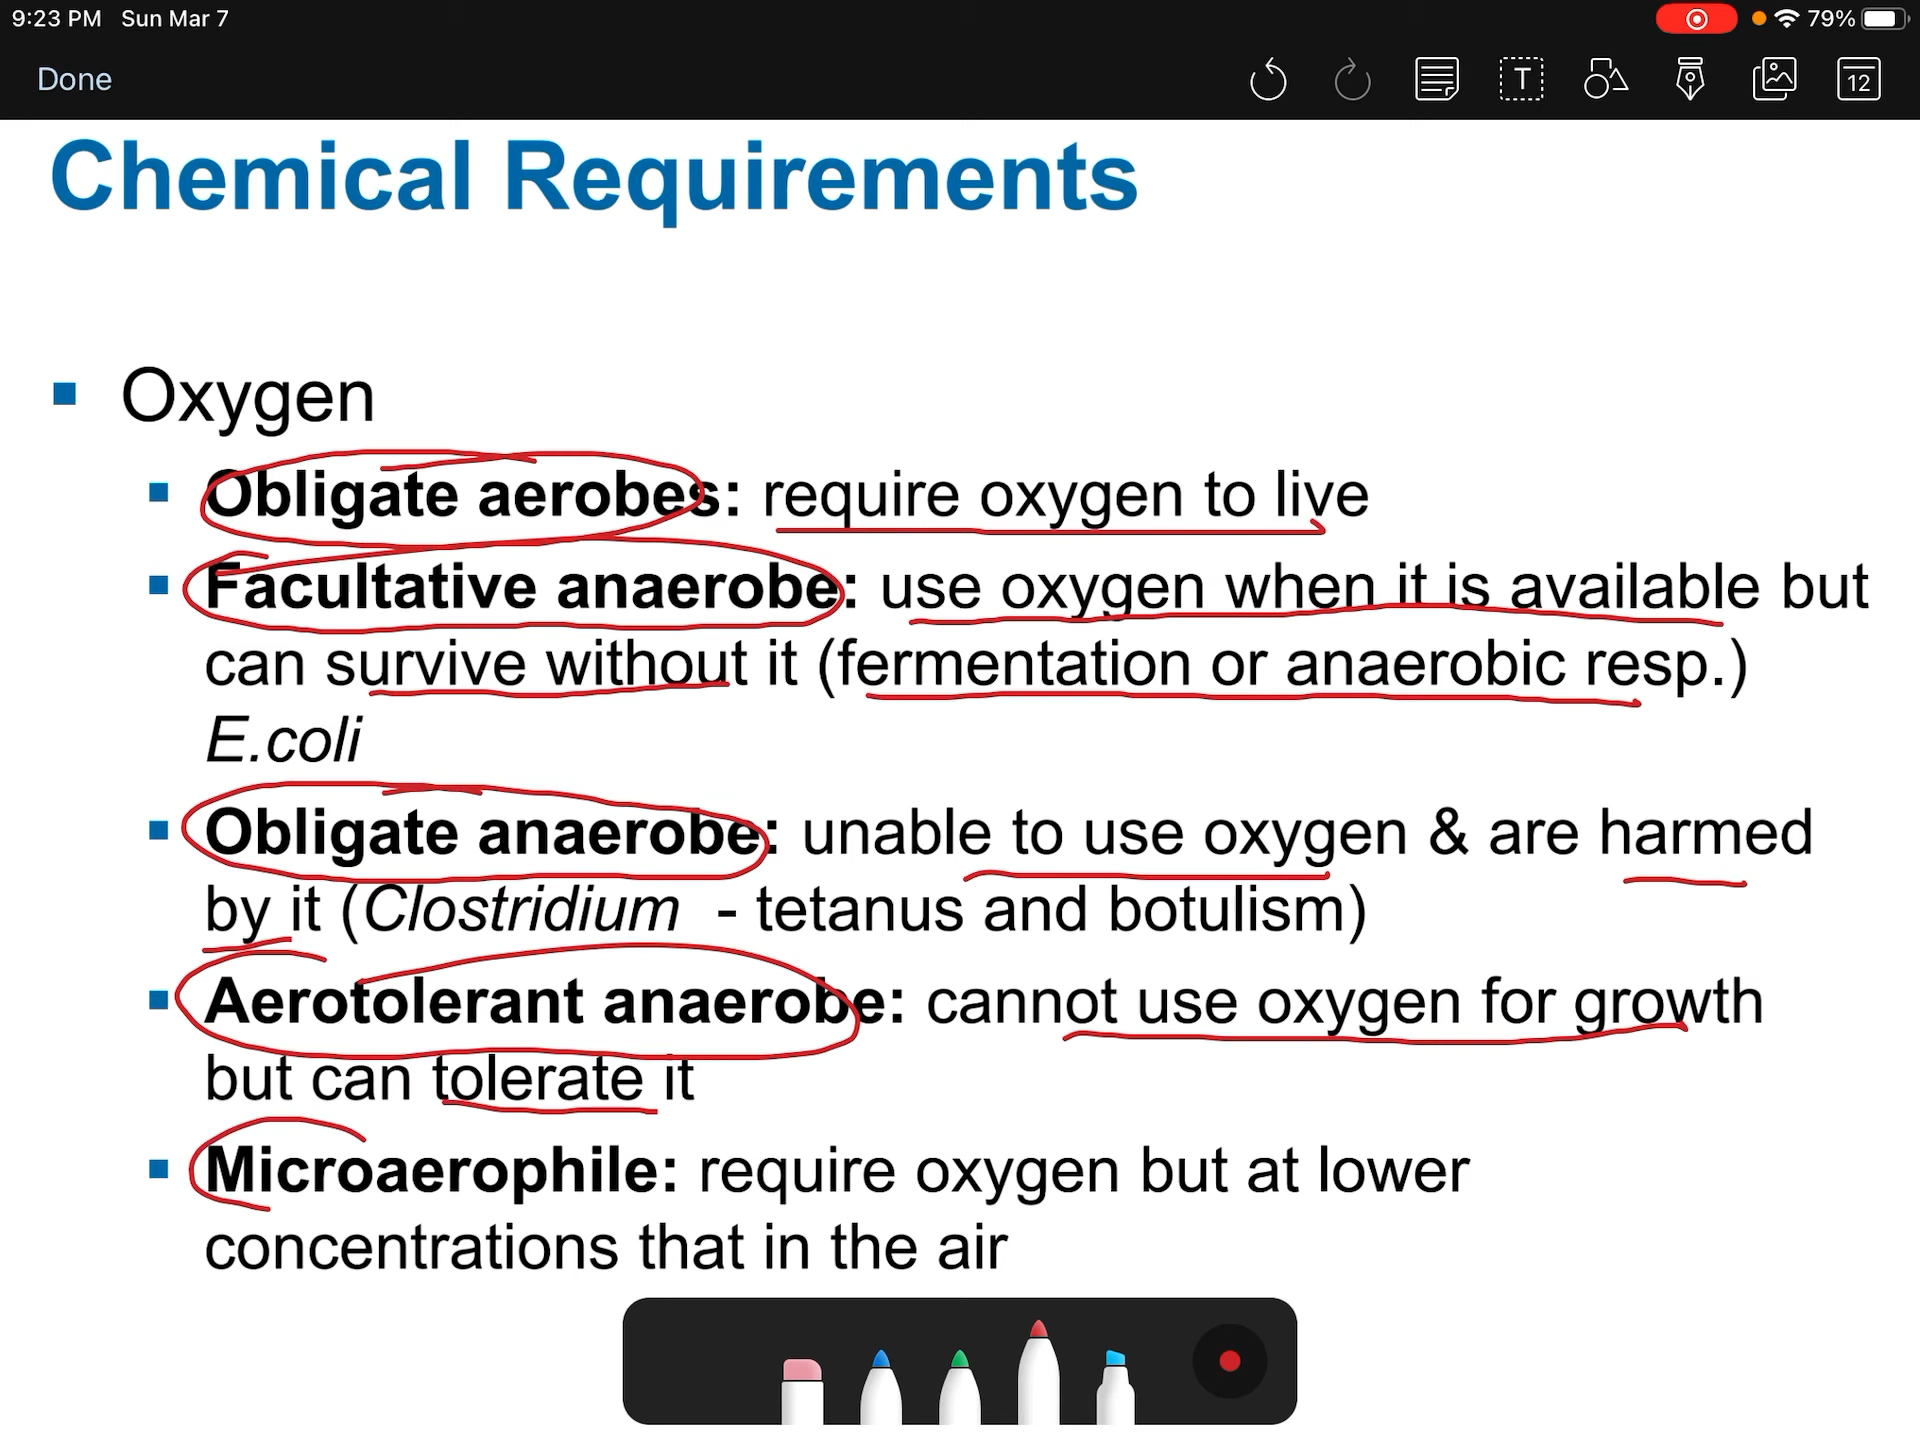 9:23 PM Sun Mar 7
79%
Done
T
12
Chemical Requirements
Oxygen
Obligate aerobes: require oxygen to live
Facultative anaerobe: use oxygen when it is available but
can survive without it (fermentation or anaerobic resp.)
E.coli
Obligate anaerobe: unable to use oxygen & are harmed
by it (Clostridium - tetanus and botulism)
Aerotolerant anaerobe: cannot use oxygen for growth
but can tolerate it
Microaerophile: require oxygen but at lower
concentrations that in the air